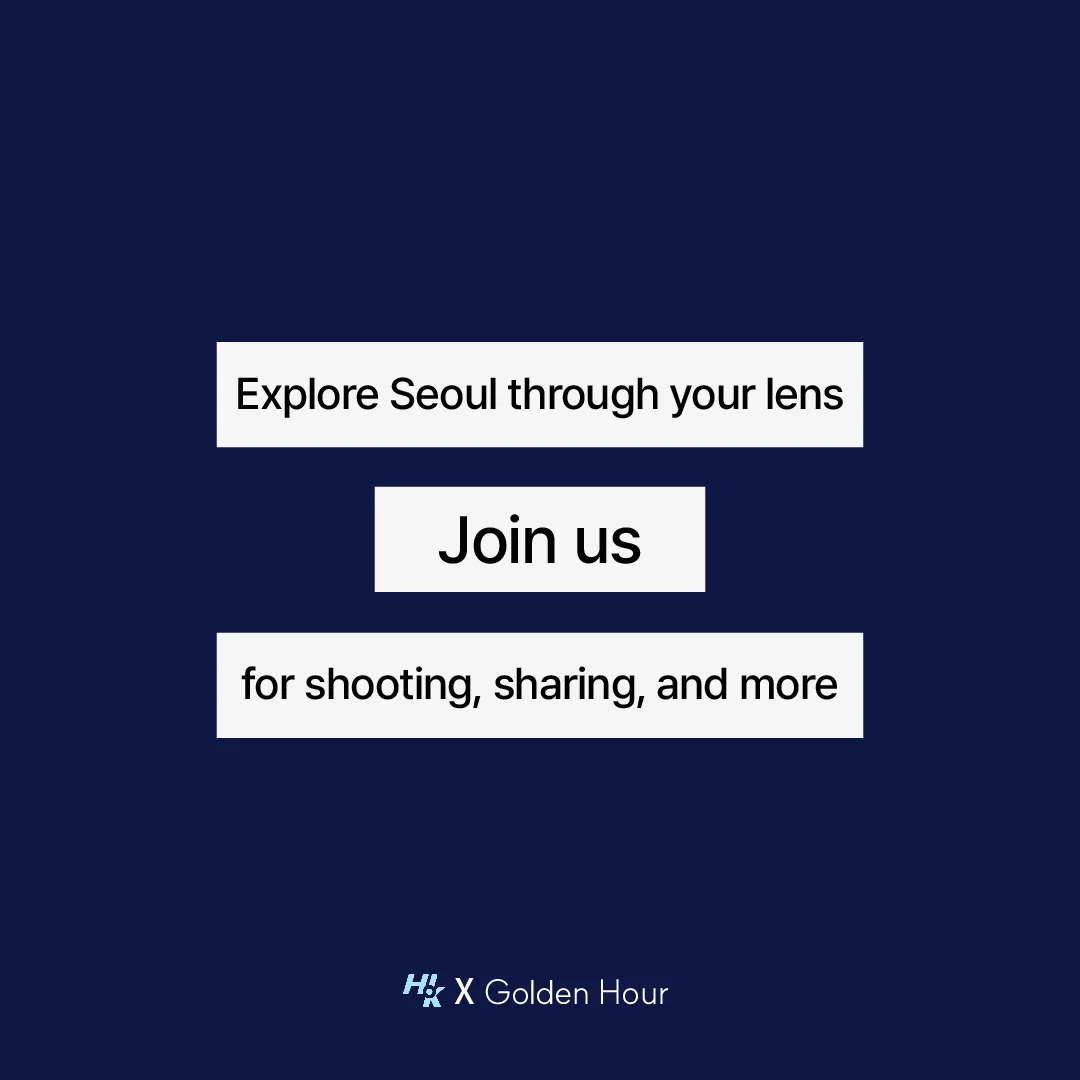 Explore Seoul through your lens
Join us
for shooting, sharing, and more
H!K X Golden Hour